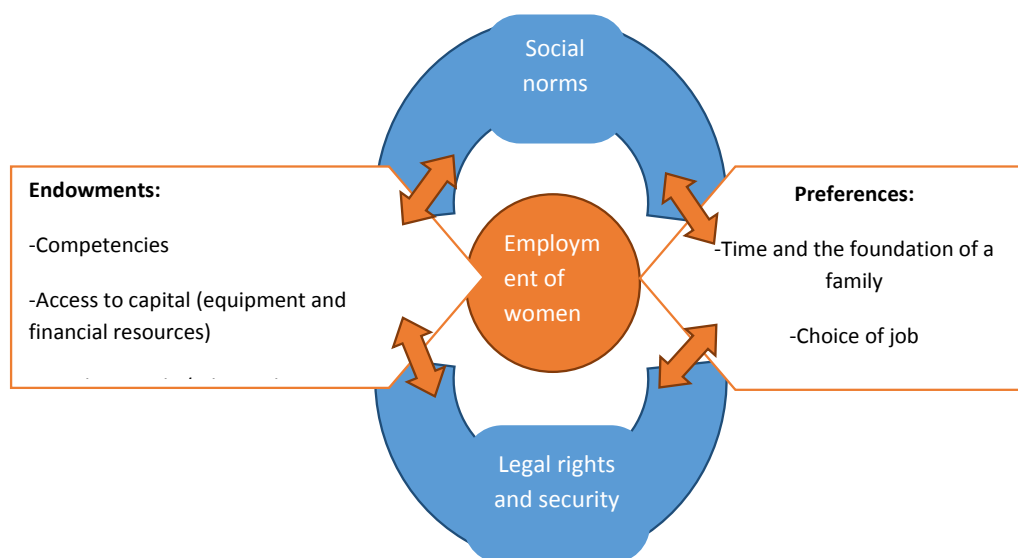 Social
norms
Endowments:
-Competencies
-Access to capital (equipment and
financial resources)
Employm
ent of
women
Preferences:
-Time and the foundation of a
family
-Choice of job
Legal rights
and security